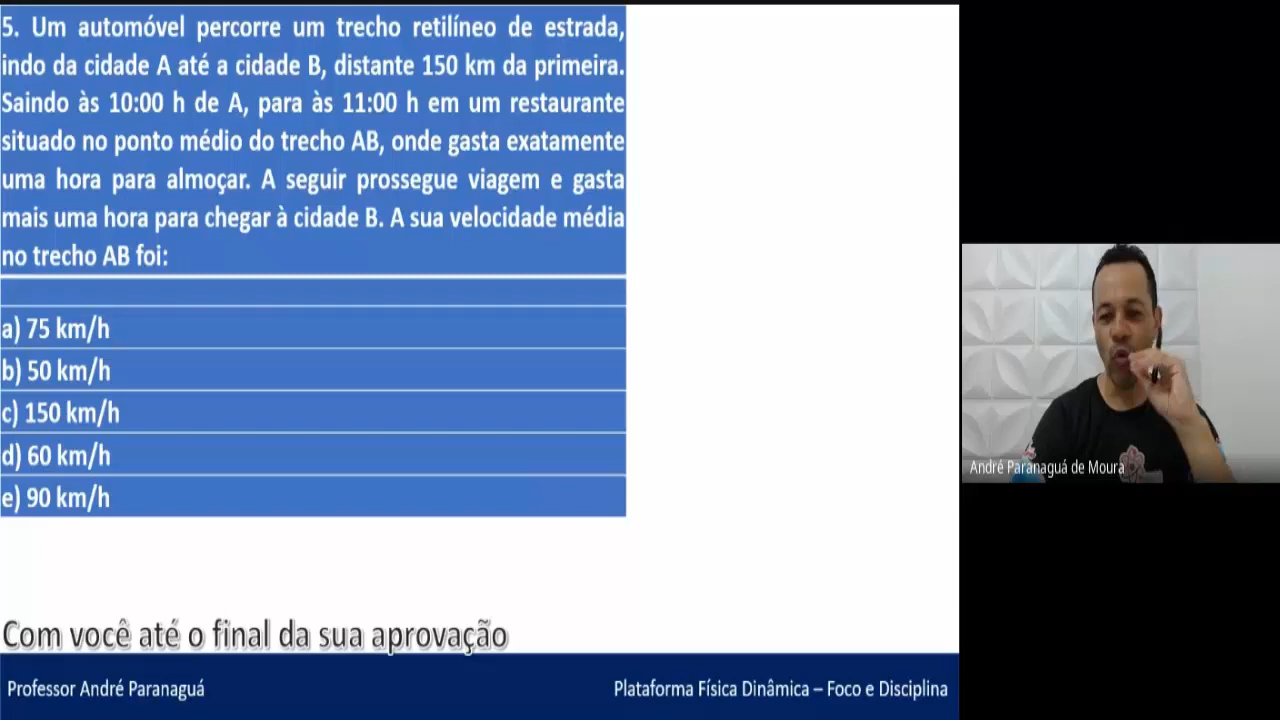 5. Um automóvel percorre um trecho retilíneo de estrada,
indo da cidade A até a cidade B, distante 150 km da primeira.
Saindo às 10:00 h de A, para às 11:00 h em um restaurante
situado no ponto médio do trecho AB, onde gasta exatamente
uma hora para almoçar. A seguir prossegue viagem e gasta
mais uma hora para chegar à cidade B. A sua velocidade média
no trecho AB foi:
a) 75 km/h
b) 50 km/h
c) 150 km/h
d) 60 km/h
e) 90 km/h
André Paranaguá de Moura
Com você até o final da sua aprovação
Professor André Paranaguá
Plataforma Física Dinâmica – Foco e Disciplina